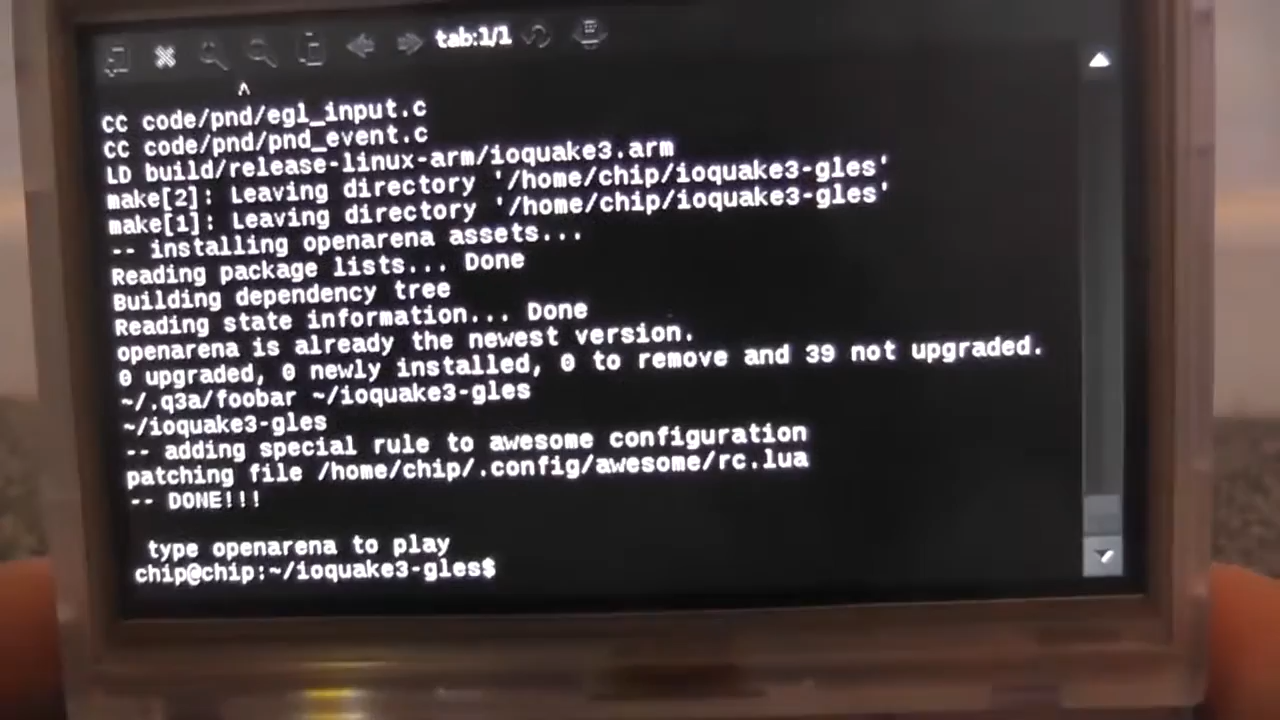 tab:1/1
^
CC code/pnd/egl_input.c
CC code/pnd/pnd_event.c
LD build/release-linux-arm/ioquake3.arm
make[2]: Leaving directory '/home/chip/ioquake3-gles'
make[1]: Leaving directory '/home/chip/ioquake3-gles'
-- installing openarena assets...
Reading package lists... Done
Building dependency tree
Reading state information... Done
openarena is already the newest version.
0 upgraded, 0 newly installed, 0 to remove and 39 not upgraded.
~/.q3a/foobar ~/ioquake3-gles
~/ioquake3-gles
-- adding special rule to awesome configuration
patching file /home/chip/.config/awesome/rc.lua
-- DONE!!!
type openarena to play
chip@chip:~/ioquake3-gles$